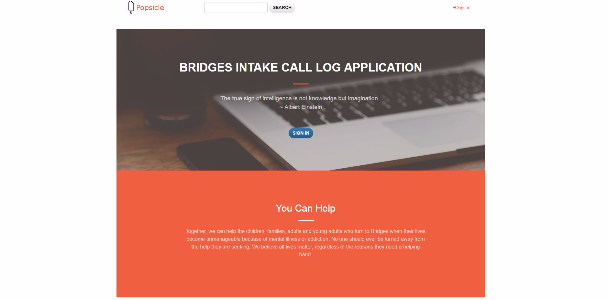 Popsicle
SEARCH
Sign in
BRIDGES INTAKE CALL LOG APPLICATION
The true sign of intelligence is not knowledge but imagination
~ Albert Einstein
SIGN IN
You Can Help
Together, we can help the children, families, adults and young adults who turn to Bridges when their lives
become unmanageable because of mental illness or addiction. No one should ever be turned away from
the help they are seeking. We believe all lives matter, regardless of the reasons they need a helping
hand.